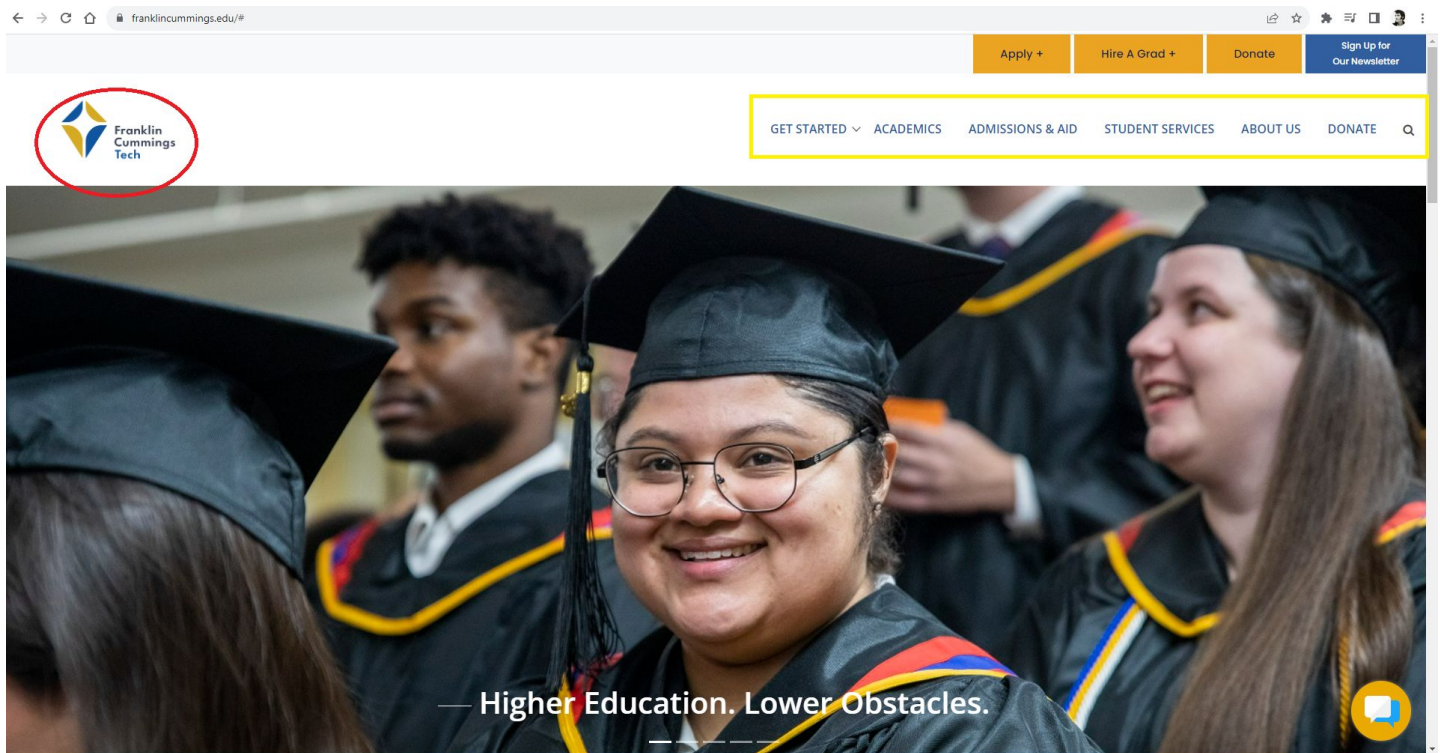 franklincummings.edu/#
Apply +
Hire A Grad +
Donate
Sign Up for
Our Newsletter
Franklin
Cummings
Tech
GET STARTED ACADEMICS ADMISSIONS & AID STUDENT SERVICES ABOUT US DONATE
Higher Education. Lower Obstacles.